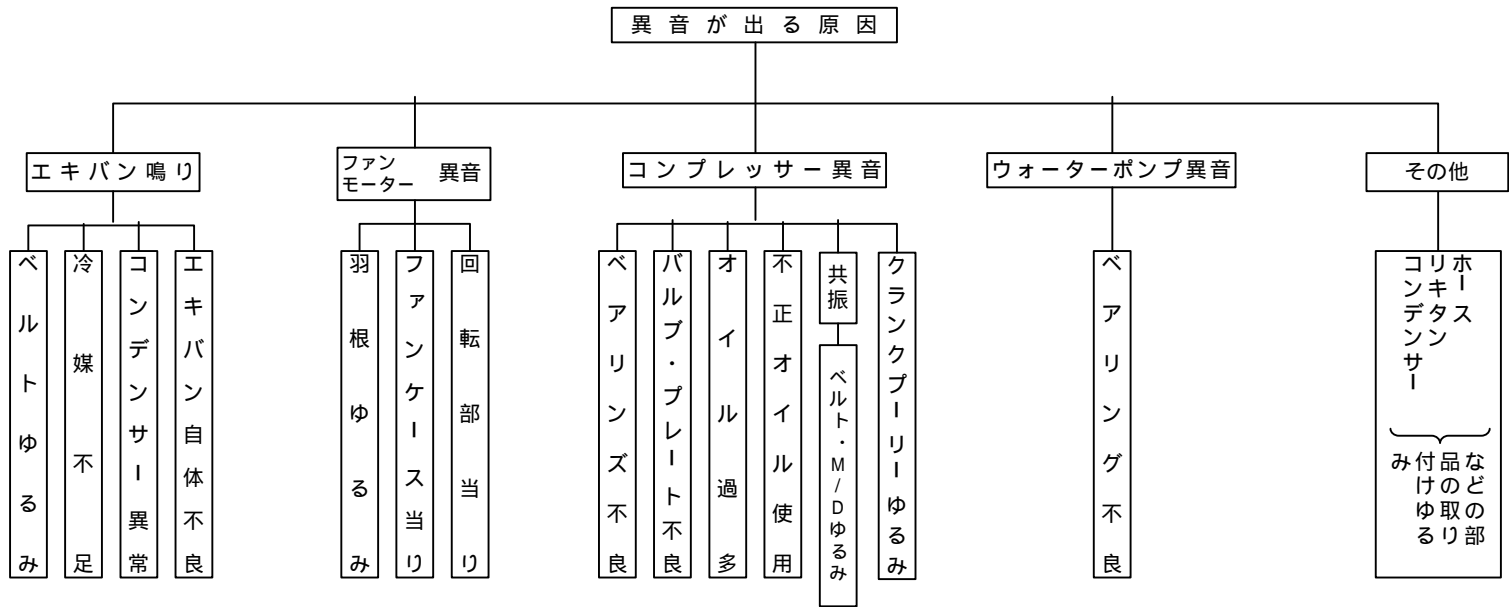 異音が出る原因
エキバン鳴り
ファン
モーター
異音
コンプレッサー異音
ウォーターポンプ異音
その他
ベルトゆるみ
冷媒不足
コンデンサー異常
エキバン自体不良
羽根ゆるみ
ファンケース当り
回転部当り
ベアリンズ不良
バルブ・プレート不良
オイル過多
不正オイル使用
共振
ベルト・M/Dゆるみ
クランクプーリーゆるみ
ベアリング不良
ホース
リキタン
コンデンサー
などの部
品の取り
付けゆる
み